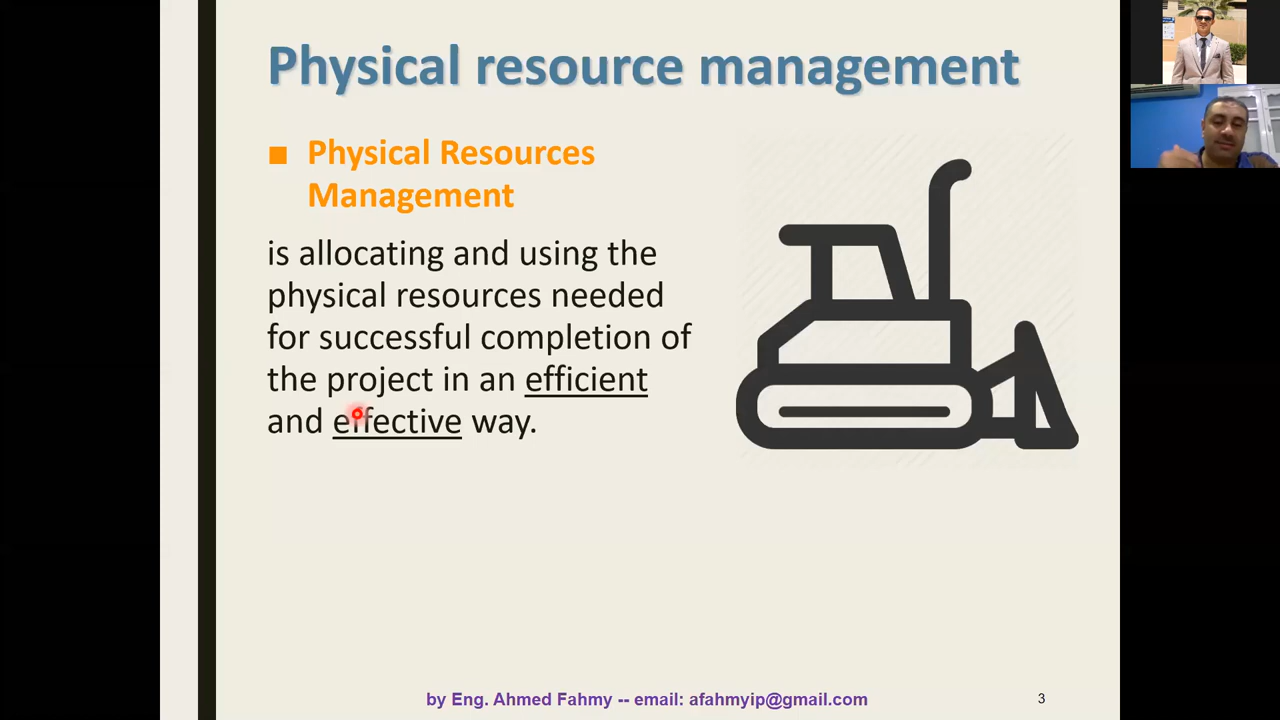 Physical resource management
■ Physical Resources
Management
is allocating and using the
physical resources needed
for successful completion of
the project in an efficient
and effective way.
by Eng. Ahmed Fahmy -- email: afahmyip@gmail.com
3